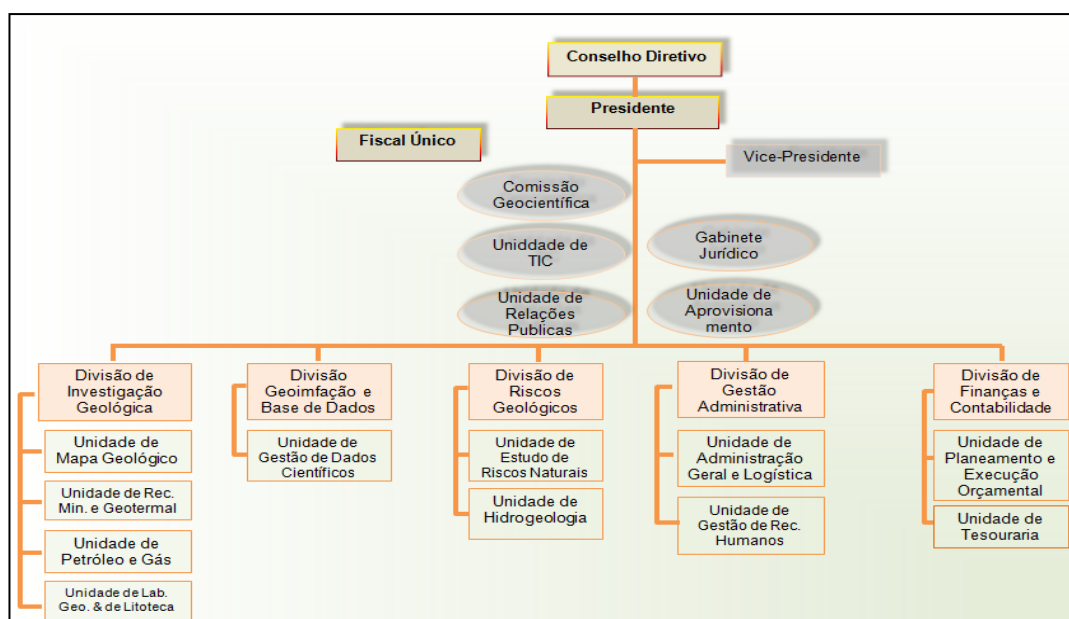 Conselho Diretivo
Presidente
Fiscal Único
Vice-Presidente
Comissão
Geocientífica
Uniddade de
TIC
Gabinete
Jurídico
Unidade de
Relações
Publicas
Unidade de
Aprovisiona
mento
Divisão de
Investigação
Geológica
Unidade de
Mapa Geológico
Unidade de Rec.
Min. e Geotermal
Unidade de
Petróleo e Gás
Unidade de Lab.
Geo. & de Litoteca
Divisão
Geoimfação e
Base de Dados
Unidade de
Gestão de Dados
Científicos
Divisão de
Riscos
Geológicos
Unidade de
Estudo de
Riscos Naturais
Unidade de
Hidrogeologia
Divisão de
Gestão
Administrativa
Unidade de
Administração
Geral e Logística
Unidade de
Gestão de Rec.
Humanos
Divisão de
Finanças e
Contabilidade
Unidade de
Planeamento e
Execução
Orçamental
Unidade de
Tesouraria